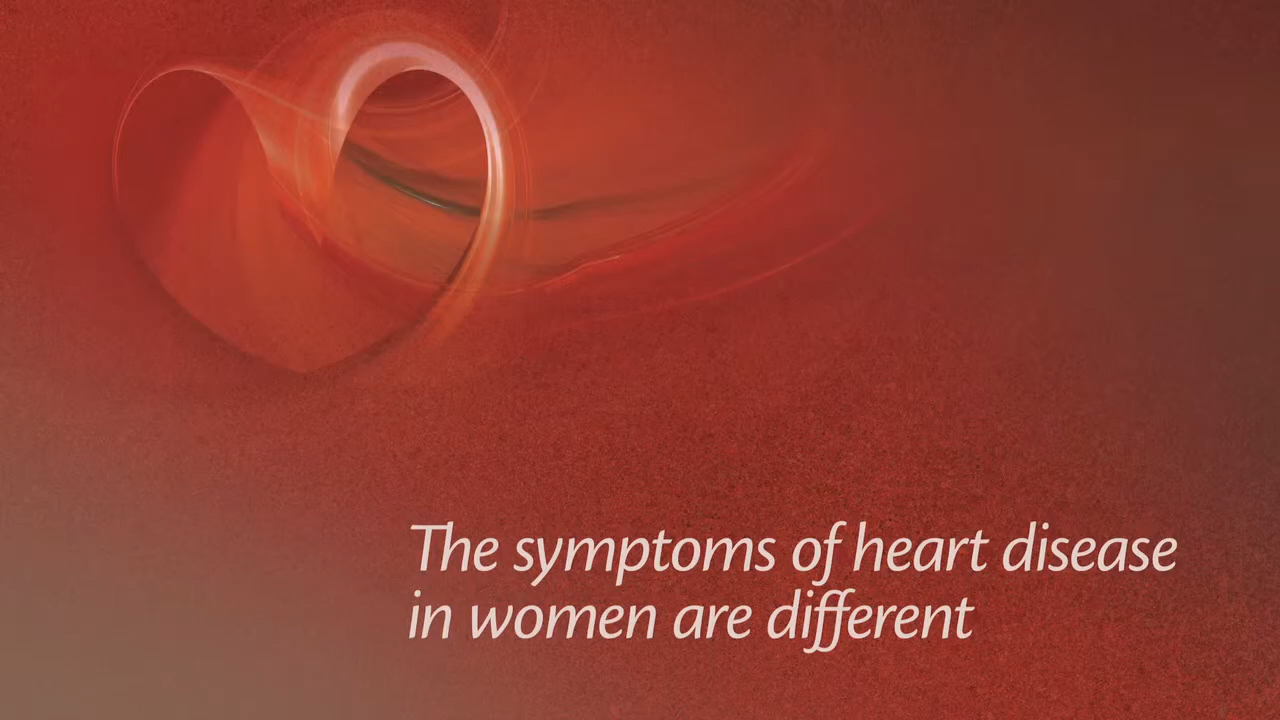 The symptoms of heart disease
in women are different